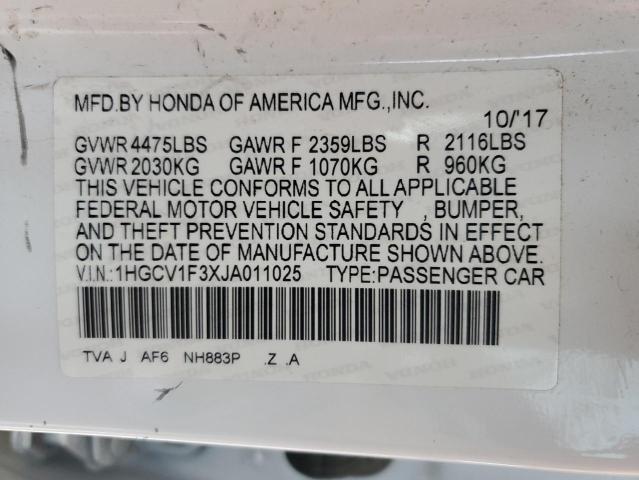 MFD.BY HONDA OF AMERICA MFG.,INC.
10/'17
GVWR 4475LBS GAWR F 2359LBS R 2116LBS
GVWR 2030KG GAWR F 1070KG R 960KG
THIS VEHICLE CONFORMS TO ALL APPLICABLE
FEDERAL MOTOR VEHICLE SAFETY , BUMPER,
AND THEFT PREVENTION STANDARDS IN EFFECT
ON THE DATE OF MANUFACTURE SHOWN ABOVE.
V.I.N.:1HGCV1F3XJA011025 TYPE:PASSENGER CAR
TVA J AF6 NH883P .Z .A